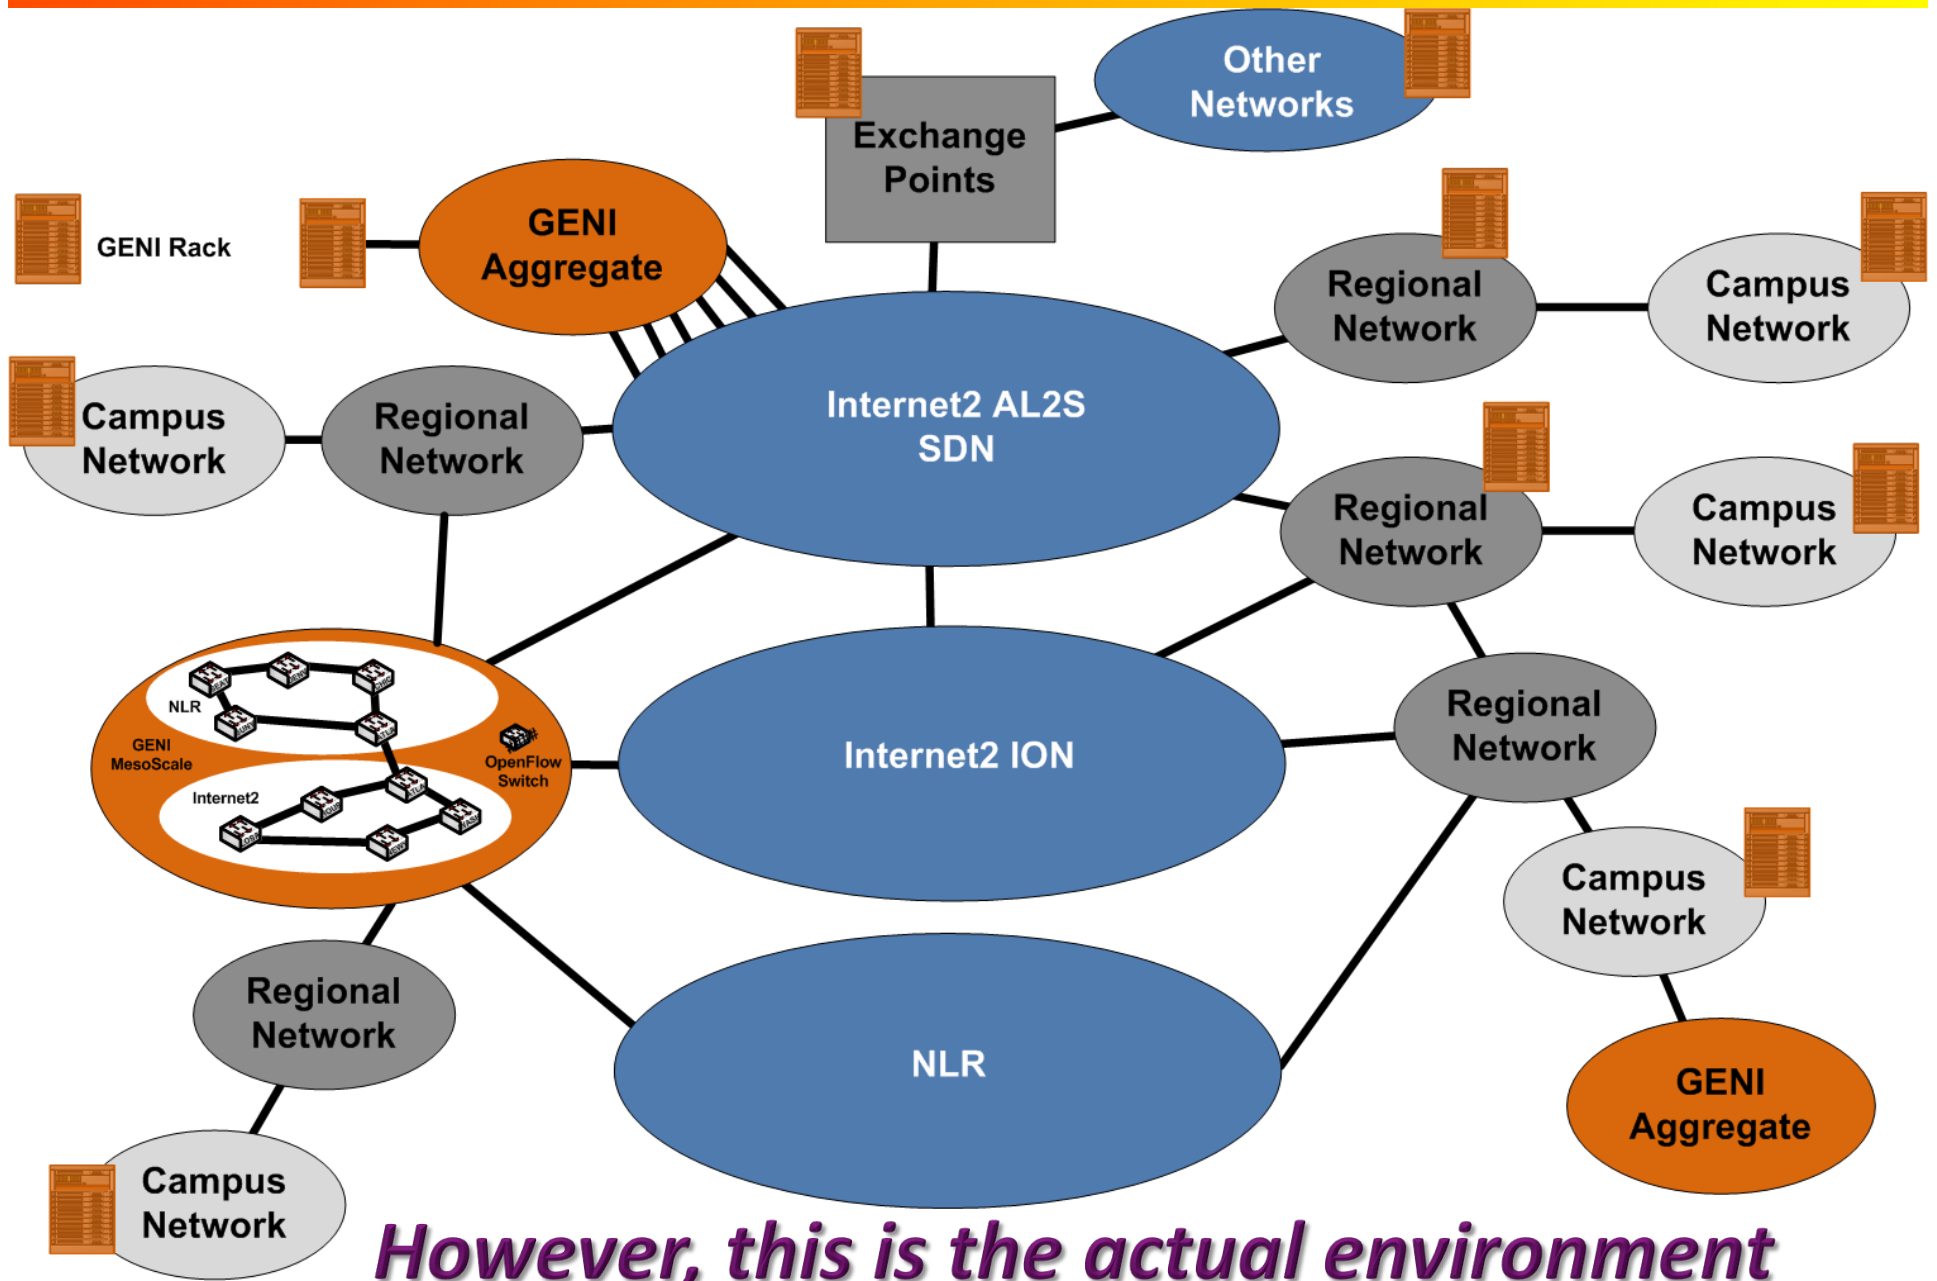 Other
Networks
Exchange
Points
GENI Rack
GENI
Aggregate
Regional
Network
Campus
Network
Campus
Network
Regional
Network
Internet2 AL2S
SDN
Regional
Network
Campus
Network
NLR
GENI
MesoScale
OpenFlow
Switch
Internet2
ATLA
ATLA
Internet2 ION
Regional
Network
Campus
Network
Regional
Network
NLR
GENI
Aggregate
Campus
Network
However, this is the actual environment